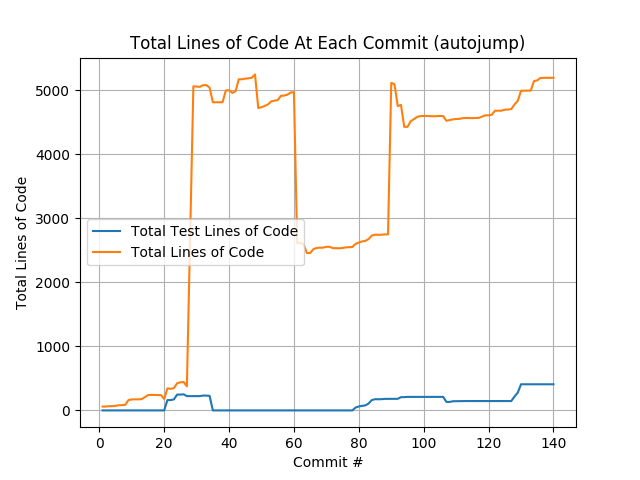 Total Lines of Code At Each Commit (autojump)
Total Lines of Code
5000
4000
3000
2000
1000
0
Total Test Lines of Code
Total Lines of Code
0 20 40 60 80 100 120 140
Commit #